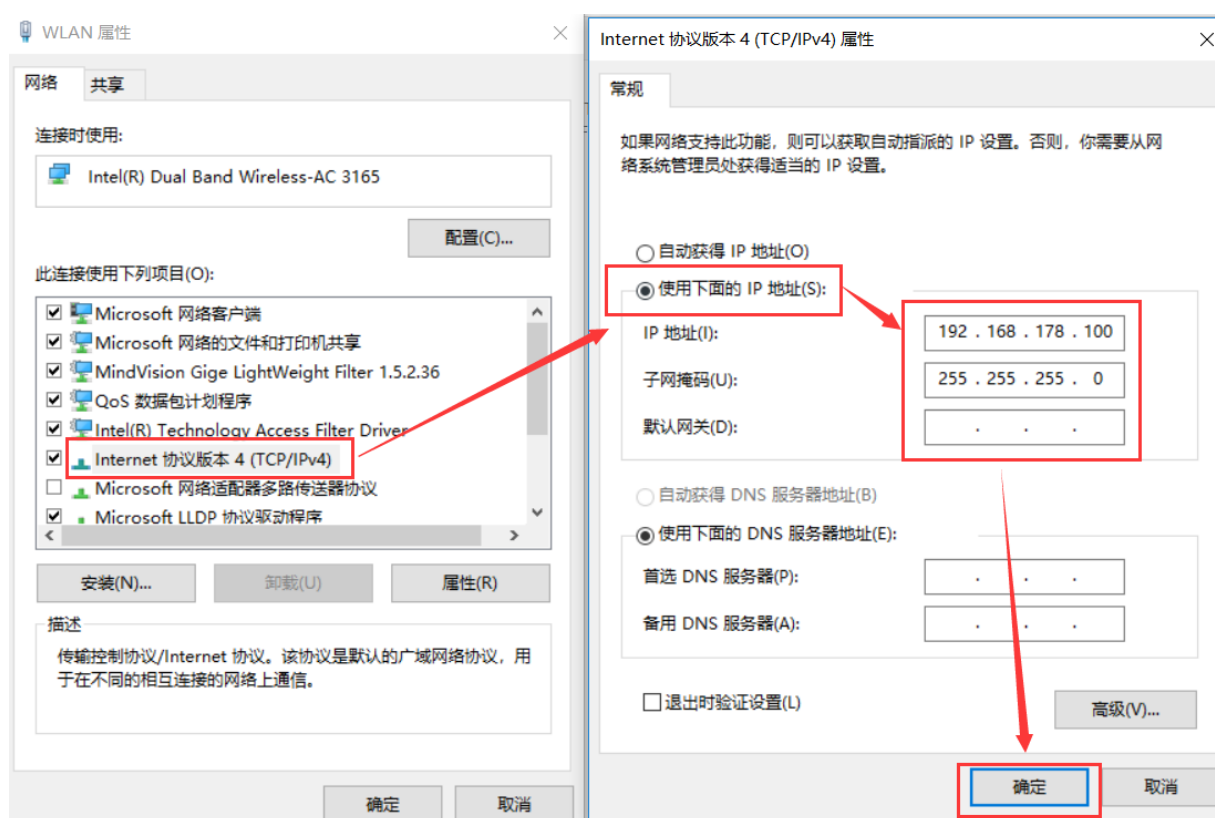 WLAN 属性
网络
共享
连接时使用:
Intel(R) Dual Band Wireless-AC 3165
配置(C)...
此连接使用下列项目(O):
Microsoft 网络客户端
Microsoft 网络的文件和打印机共享
MindVision Gige LightWeight Filter 1.5.2.36
QoS 数据包计划程序
Intel(R) Technology Access Filter Driver
Internet 协议版本 4 (TCP/IPv4)
Microsoft 网络适配器多路传送器协议
Microsoft LLDP 协议驱动程序
安装(N)...
卸载(U)
属性(R)
描述
传输控制协议/Internet 协议。该协议是默认的广域网络协议，用
于在不同的相互连接的网络上通信。
确定
取消
Internet 协议版本 4 (TCP/IPv4) 属性
常规
如果网络支持此功能，则可以获取自动指派的 IP 设置。否则，你需要从网
络系统管理员处获得适当的 IP 设置。
自动获得 IP 地址(O)
使用下面的 IP 地址(S):
IP 地址(I):
192 . 168 . 178 . 100
子网掩码(U):
255 . 255 . 255 . 0
默认网关(D):
. . .
自动获得 DNS 服务器地址(B)
使用下面的 DNS 服务器地址(E):
首选 DNS 服务器(P):
. . .
备用 DNS 服务器(A):
. . .
退出时验证设置(L)
高级(V)...
确定
取消